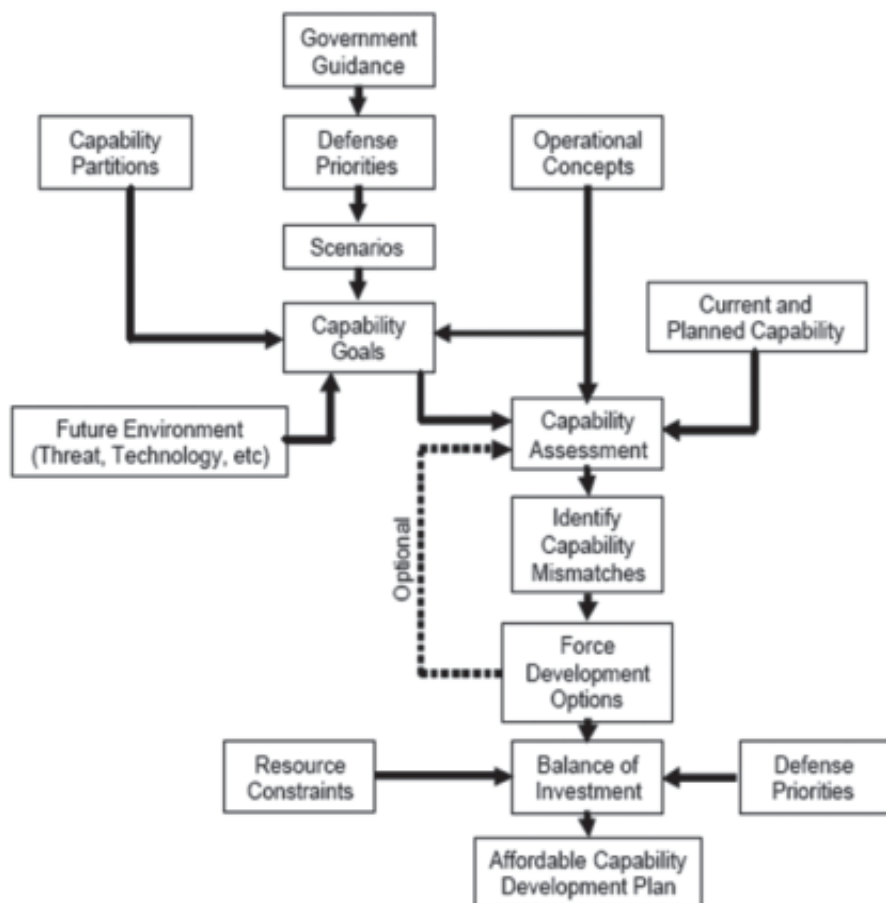 Government
Guidance
Capability
Partitions
Defense
Priorities
Operational
Concepts
Scenarios
Capability
Goals
Current and
Planned Capability
Future Environment
(Threat, Technology, etc)
Capability
Assessment
Optional
Identify
Capability
Mismatches
Force
Development
Options
Resource
Constraints
Balance of
Investment
Defense
Priorities
Affordable Capability
Development Plan